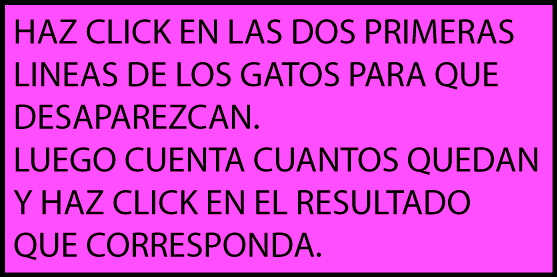 HAZ CLICK EN LAS DOS PRIMERAS
LINEAS DE LOS GATOS PARA QUE
DESAPAREZCAN.
LUEGO CUENTA CUANTOS QUEDAN
Y HAZ CLICK EN EL RESULTADO
QUE CORRESPONDA.